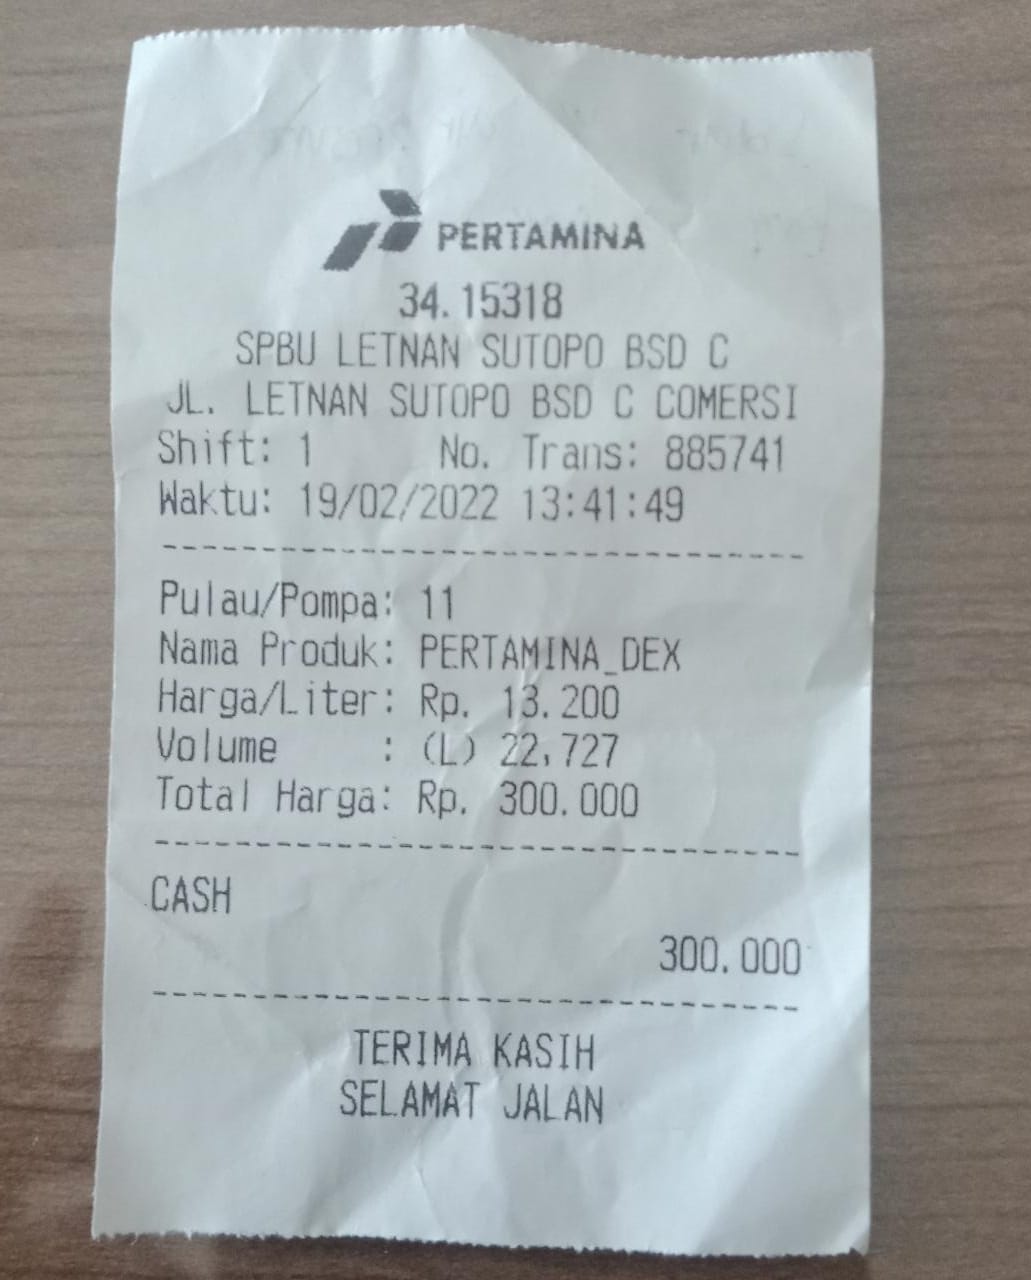 PERTAMINA
34.15318
SPBU LETNAN SUTOPO BSD C
JL. LETNAN SUTOPO BSD C COMERSI
Shift: 1 No. Trans: 885741
Waktu: 19/02/2022 13:41:49
--------------------------------
Pulau/Pompa: 11
Nama Produk: PERTAMINA_DEX
Harga/Liter: Rp. 13.200
Volume : (L) 22,727
Total Harga: Rp. 300.000
--------------------------------
CASH
300.000
--------------------------------
TERIMA KASIH
SELAMAT JALAN